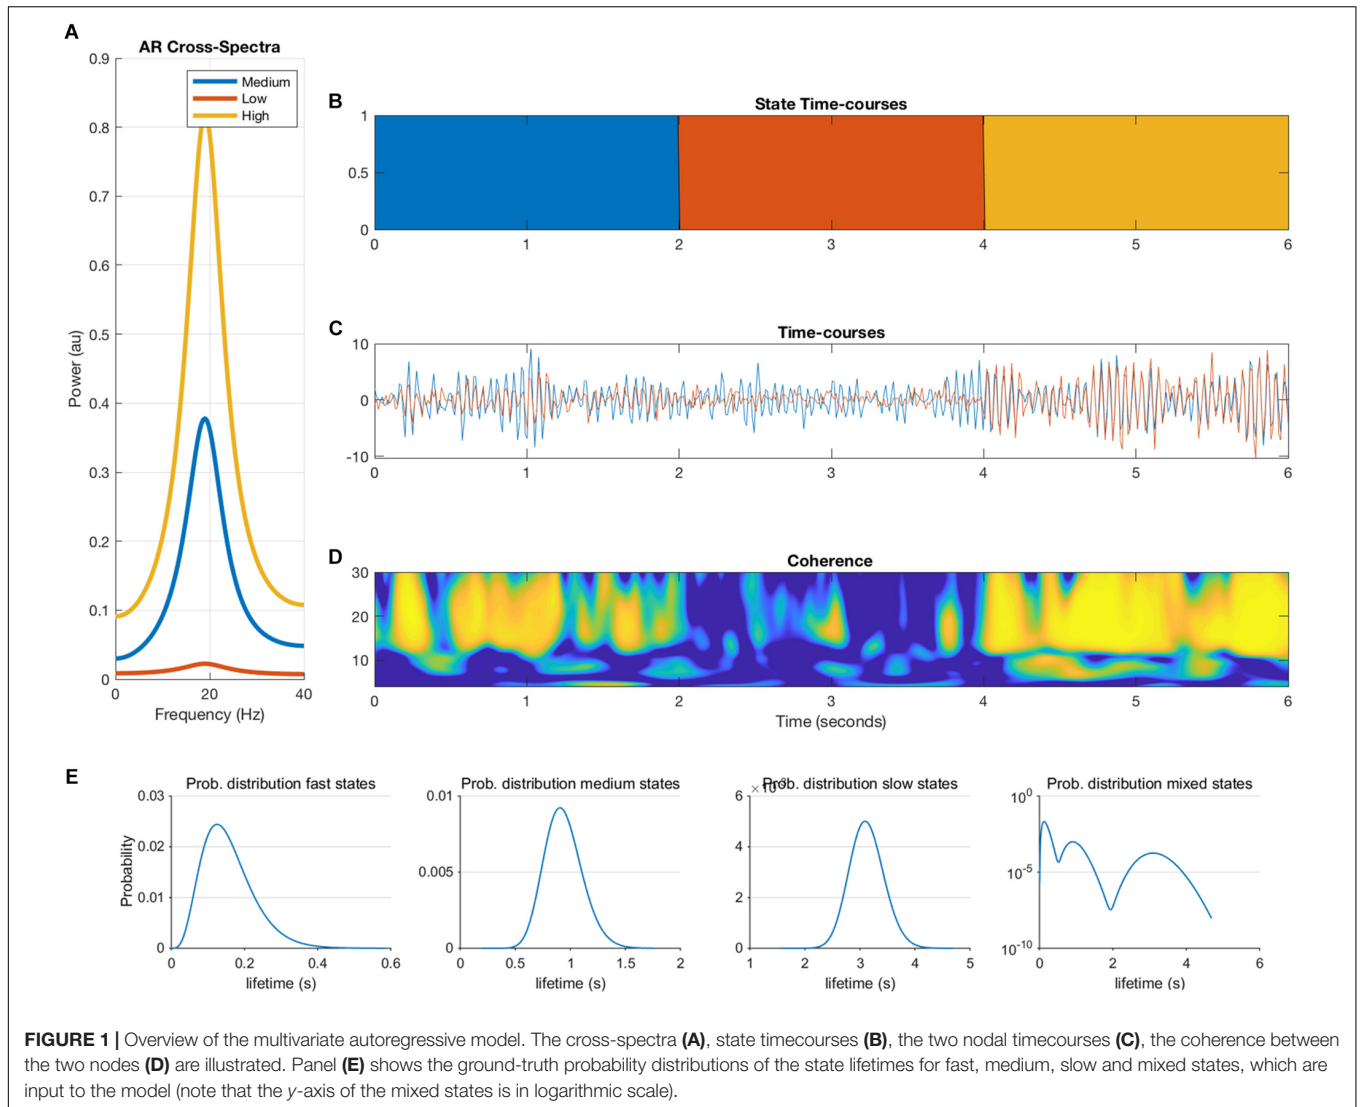 A
AR Cross-Spectra
0.9
0.8
0.7
0.6
0.5
0.4
0.3
0.2
0.1
0
Power (au)
0 20 40
Frequency (Hz)
Medium
Low
High
B
State Time-courses
1
0.5
0
0 1 2 3 4 5 6
C
Time-courses
10
0
-10
0 1 2 3 4 5 6
D
Coherence
30
20
10
0 1 2 3 4 5 6
Time (seconds)
E
Prob. distribution fast states
0.03
0.02
0.01
0
Probability
0 0.2 0.4 0.6
lifetime (s)
Prob. distribution medium states
0.01
0.005
0
0 0.5 1 1.5 2
lifetime (s)
Prob. distribution slow states
6
4
2
0
1 2 3 4 5
lifetime (s)
Prob. distribution mixed states
10^0
10^-5
10^-10
0 2 4 6
lifetime (s)
FIGURE 1 | Overview of the multivariate autoregressive model. The cross-spectra (A), state timecourses (B), the two nodal timecourses (C), the coherence between
the two nodes (D) are illustrated. Panel (E) shows the ground-truth probability distributions of the state lifetimes for fast, medium, slow and mixed states, which are
input to the model (note that the y-axis of the mixed states is in logarithmic scale).